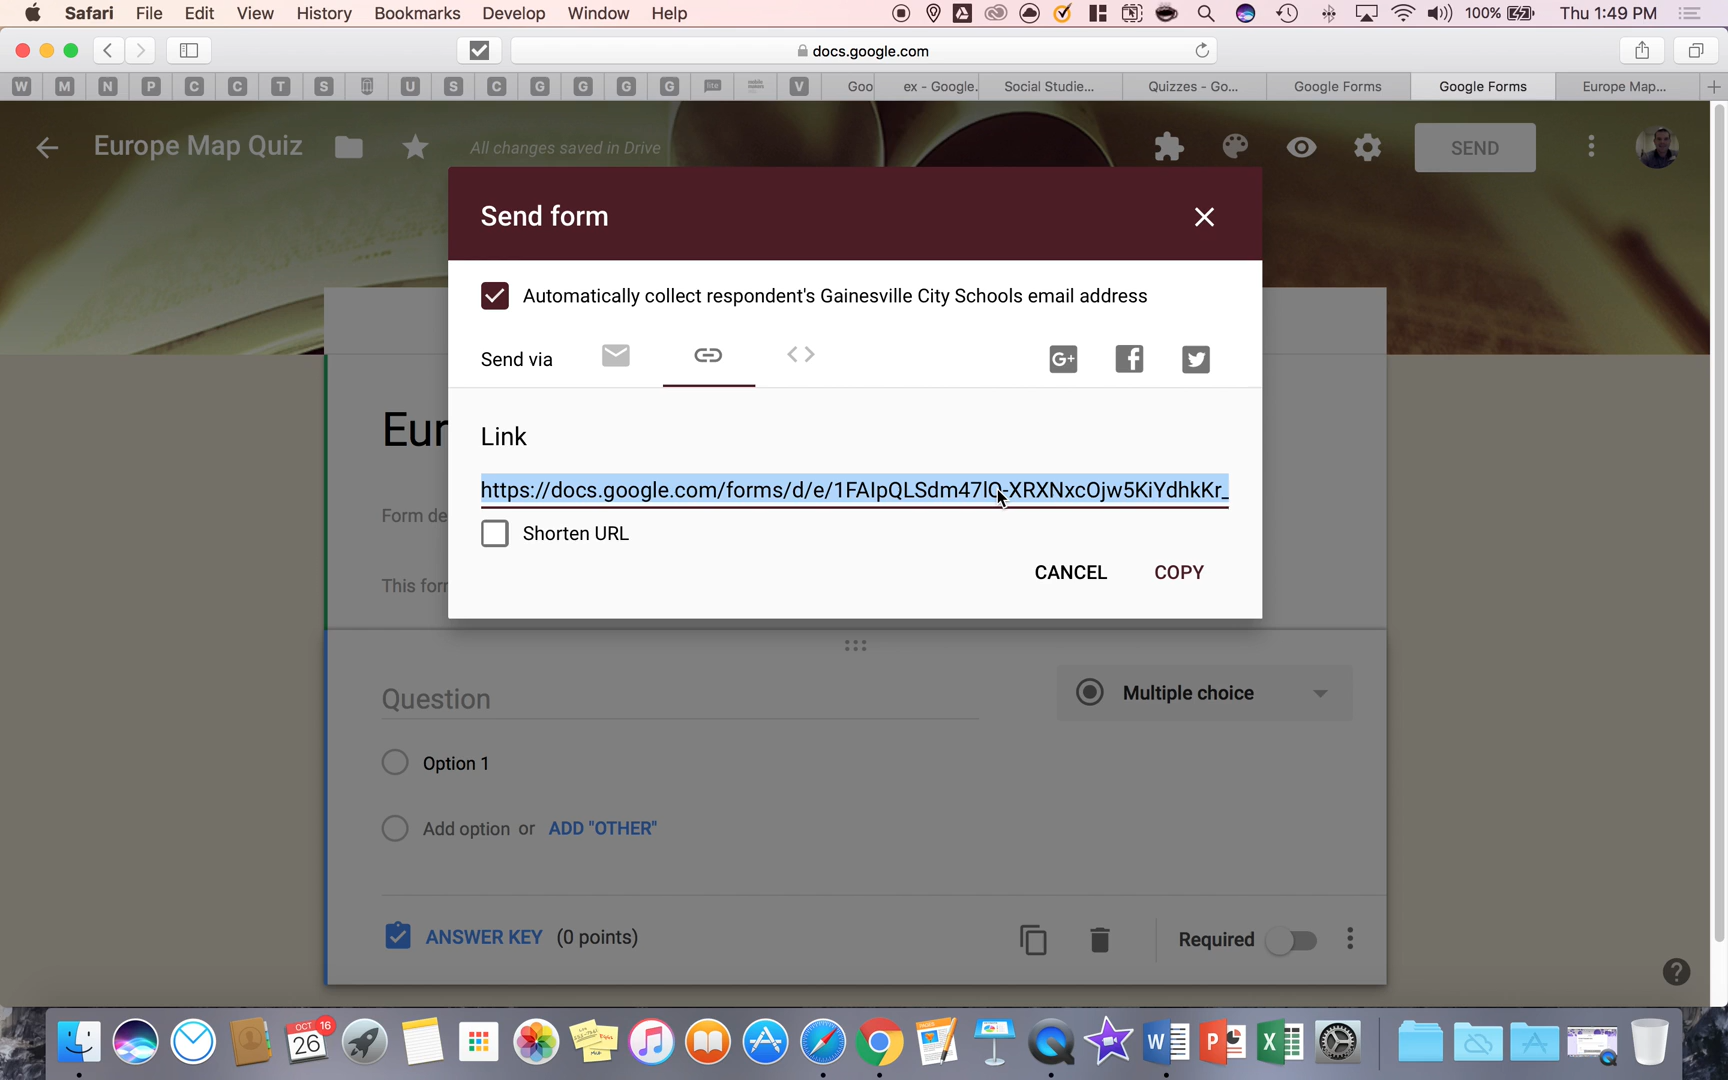 Safari File Edit View History Bookmarks Develop Window Help 100% Thu 1:49 PM
docs.google.com
W M N P C C T S U S C G G G G lite V Goo ex - Google. Social Studie... Quizzes - Go... Google Forms Google Forms Europe Map...
Europe Map Quiz All changes saved in Drive SEND
Send form
Automatically collect respondent's Gainesville City Schools email address
Send via G+
Eur
Link
https://docs.google.com/forms/d/e/1FAIpQLSdm47lQ-XRXNxcOjw5KiYdhkKr_
Form de
Shorten URL
CANCEL COPY
This forr
Question Multiple choice
Option 1
Add option or ADD "OTHER"
ANSWER KEY (0 points) Required
OCT 16
26